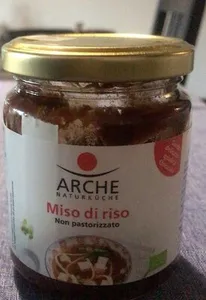 ARCHE
NATURKÜCHE
Miso di riso
Non pastorizzato